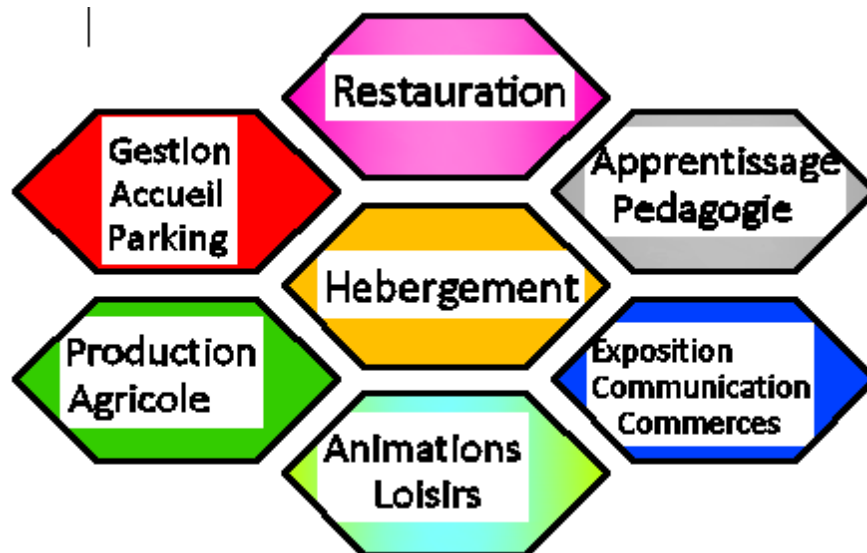 Restauration
Gestion
Accueil
Parking
Apprentissage
Pedagogie
Hebergement
Production
Agricole
Exposition
Communication
Commerces
Animations
Loisirs